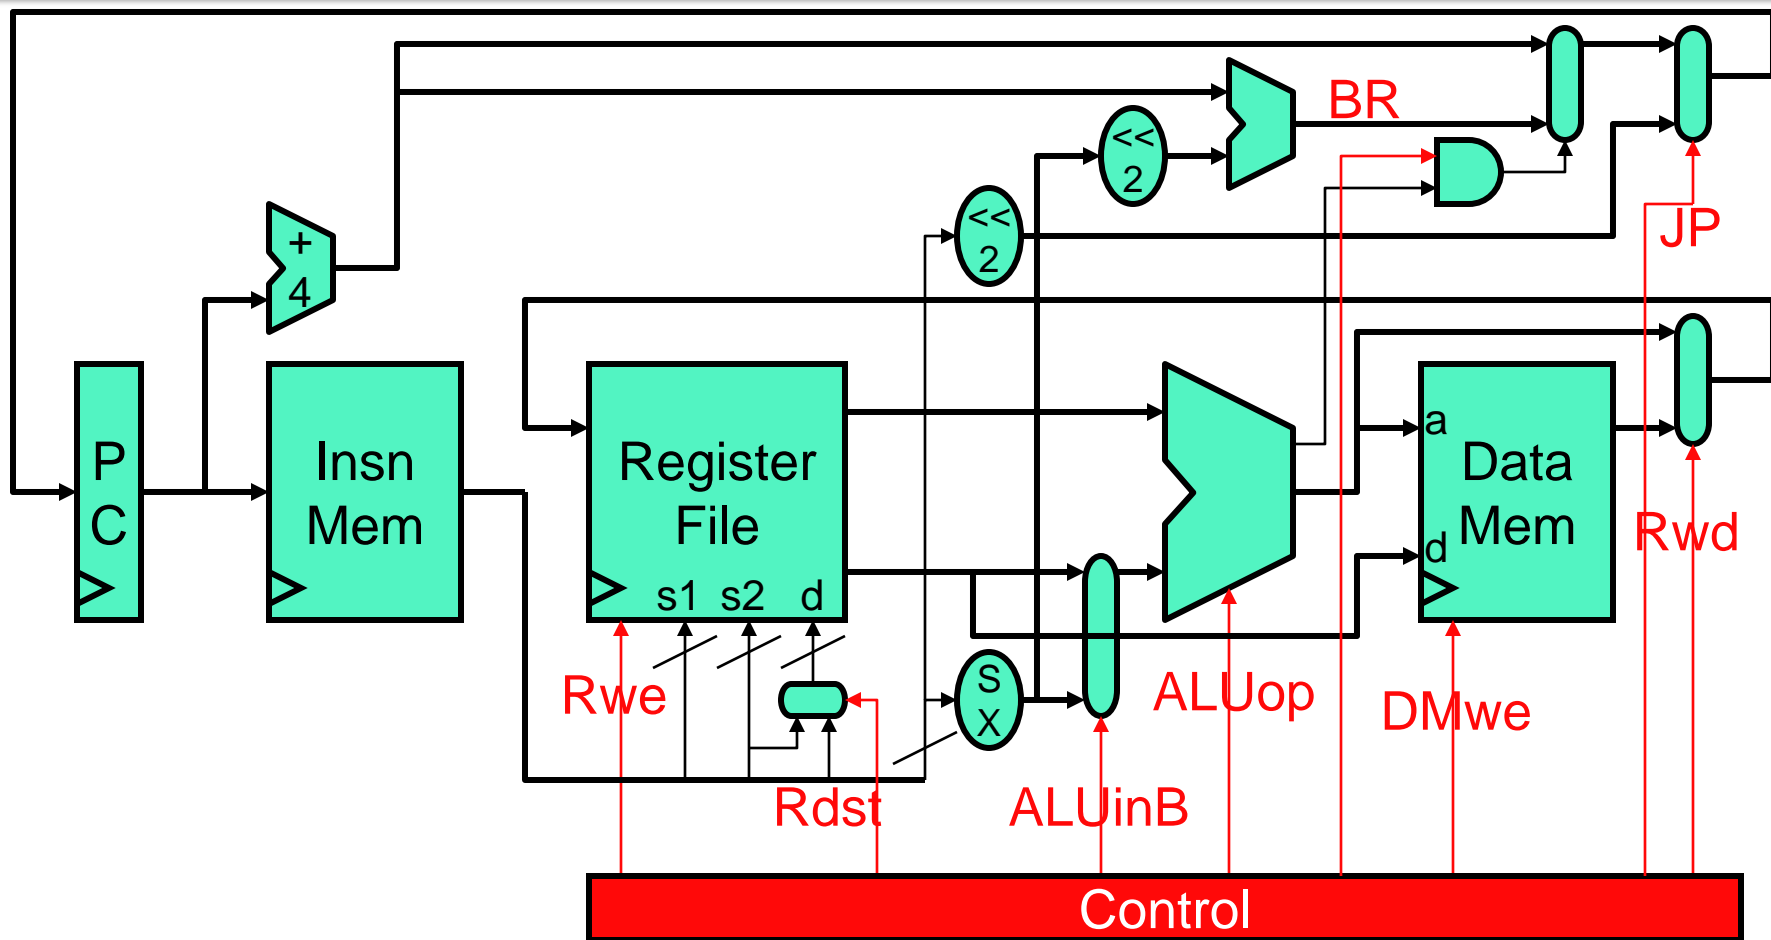 BR
<<
2
<<
2
JP
+
4
P
C
Insn
Mem
Register
File
s1 s2 d
a
d
Data
Mem
Rwd
S
X
Rwe
ALUop
DMwe
Rdst
ALUinB
Control